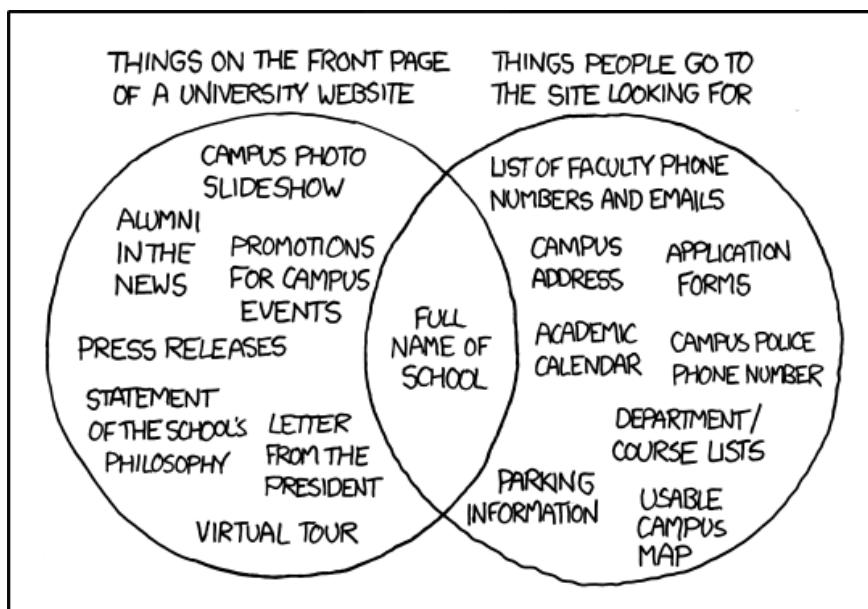 THINGS ON THE FRONT PAGE
OF A UNIVERSITY WEBSITE
THINGS PEOPLE GO TO
THE SITE LOOKING FOR
CAMPUS PHOTO
SLIDESHOW
ALUMNI
IN THE
NEWS
PROMOTIONS
FOR CAMPUS
EVENTS
PRESS RELEASES
STATEMENT
OF THE SCHOOL'S
PHILOSOPHY
LETTER
FROM THE
PRESIDENT
VIRTUAL TOUR
FULL
NAME OF
SCHOOL
LIST OF FACULTY PHONE
NUMBERS AND EMAILS
CAMPUS
ADDRESS
APPLICATION
FORMS
ACADEMIC
CALENDAR
CAMPUS POLICE
PHONE NUMBER
DEPARTMENT/
COURSE LISTS
PARKING
INFORMATION
USABLE
CAMPUS
MAP